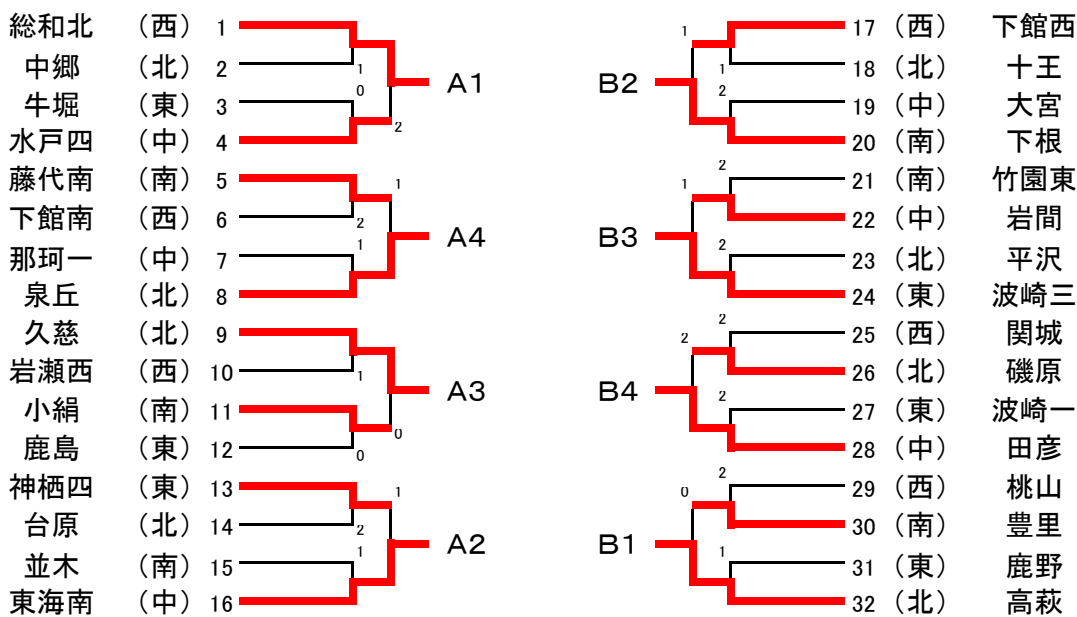 総和北 （西） 1
中郷 （北） 2
1
A1
0
牛堀 （東） 3
2
水戸四 （中） 4
藤代南 （南） 5
1
下館南 （西） 6
2
A4
1
那珂一 （中） 7
泉丘 （北） 8
久慈 （北） 9
岩瀬西 （西） 10
1
A3
小絹 （南） 11
0
鹿島 （東） 12
0
神栖四 （東） 13
1
台原 （北） 14
2
A2
1
並木 （南） 15
東海南 （中） 16
1
17 （西） 下館西
1
18 （北） 十王
B2
2
19 （中） 大宮
20 （南） 下根
2
1
21 （南） 竹園東
22 （中） 岩間
B3
2
23 （北） 平沢
24 （東） 波崎三
2
2
25 （西） 関城
26 （北） 磯原
B4
2
27 （東） 波崎一
28 （中） 田彦
2
0
29 （西） 桃山
30 （南） 豊里
B1
1
31 （東） 鹿野
32 （北） 高萩